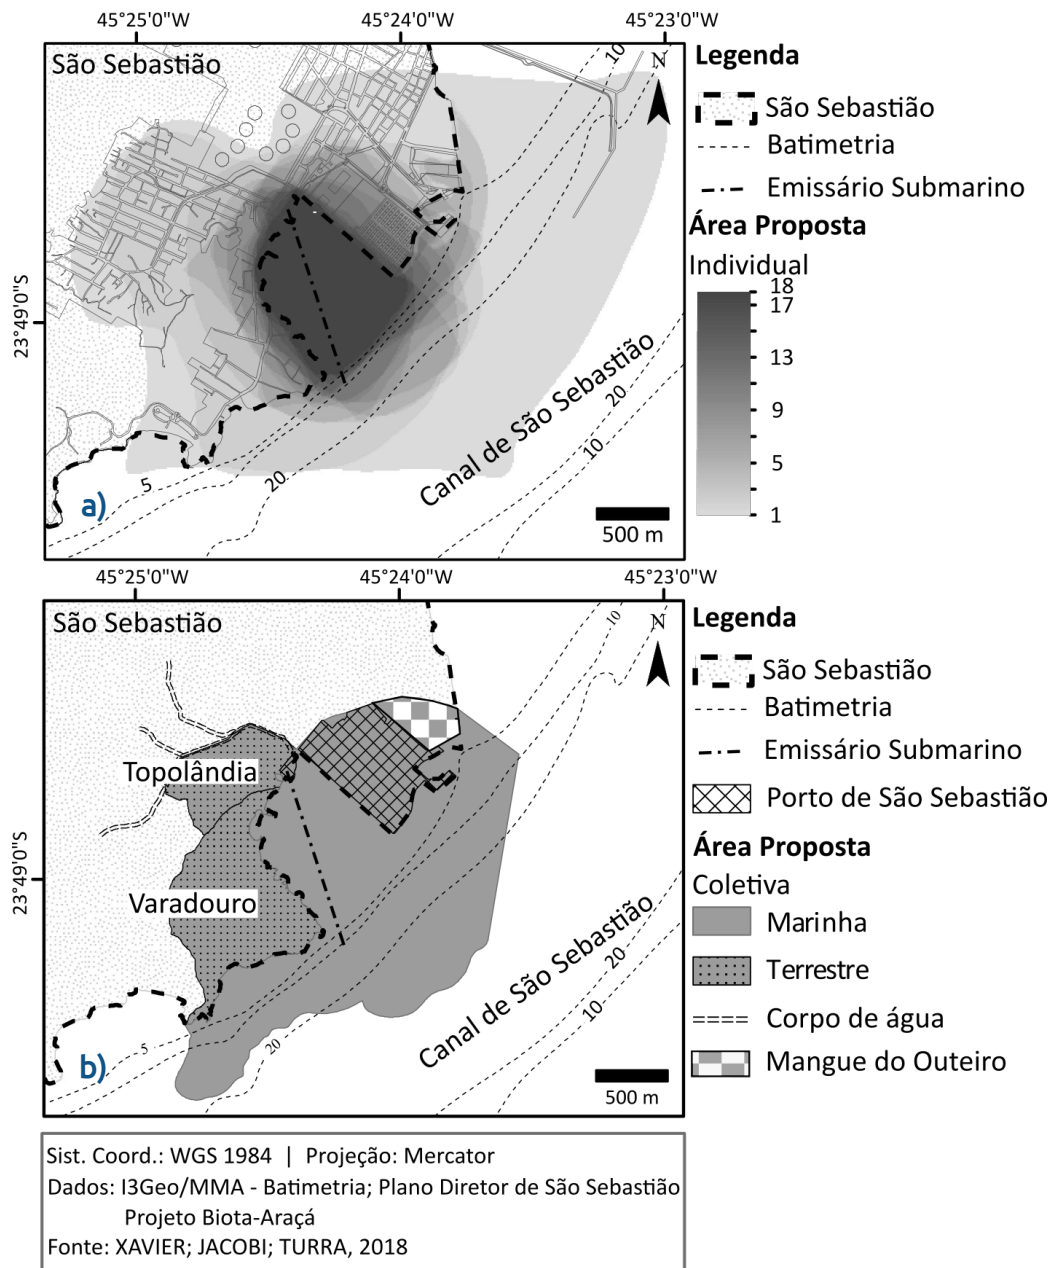 45°25'0"W 45°24'0"W 45°23'0"W
São Sebastião
10
N
23°49'0"S
Canal de São Sebastião
20
10
5
20
a)
500 m
Legenda
São Sebastião
Batimetria
Emissário Submarino
Área Proposta
Individual
18
17
13
9
5
1
45°25'0"W 45°24'0"W 45°23'0"W
São Sebastião
10
N
Topolândia
23°49'0"S
Varadouro
Canal de São Sebastião
20
10
5
20
b)
500 m
Legenda
São Sebastião
Batimetria
Emissário Submarino
Porto de São Sebastião
Área Proposta
Coletiva
Marinha
Terrestre
Corpo de água
Mangue do Outeiro
Sist. Coord.: WGS 1984 | Projeção: Mercator
Dados: I3Geo/MMA - Batimetria; Plano Diretor de São Sebastião
Projeto Biota-Araçá
Fonte: XAVIER; JACOBI; TURRA, 2018